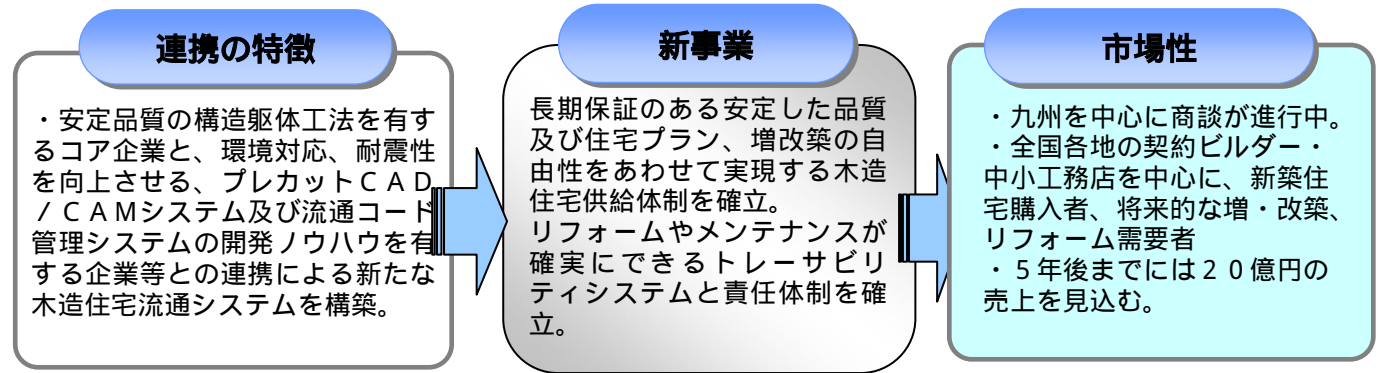 連携の特徴
・安定品質の構造躯体工法を有す
るコア企業と、環境対応、耐震性
を向上させる、プレカットＣＡＤ
／ＣＡＭシステム及び流通コード
管理システムの開発ノウハウを有
する企業等との連携による新たな
木造住宅流通システムを構築。
新事業
長期保証のある安定した品質
及び住宅プラン、増改築の自
由性をあわせて実現する木造
住宅供給体制を確立。
リフォームやメンテナンスが
確実にできるトレーサビリ
ティシステムと責任体制を確
立。
市場性
・九州を中心に商談が進行中。
・全国各地の契約ビルダー・
中小工務店を中心に、新築住
宅購入者、将来的な増・改築、
リフォーム需要者
・５年後までには２０億円の
売上を見込む。